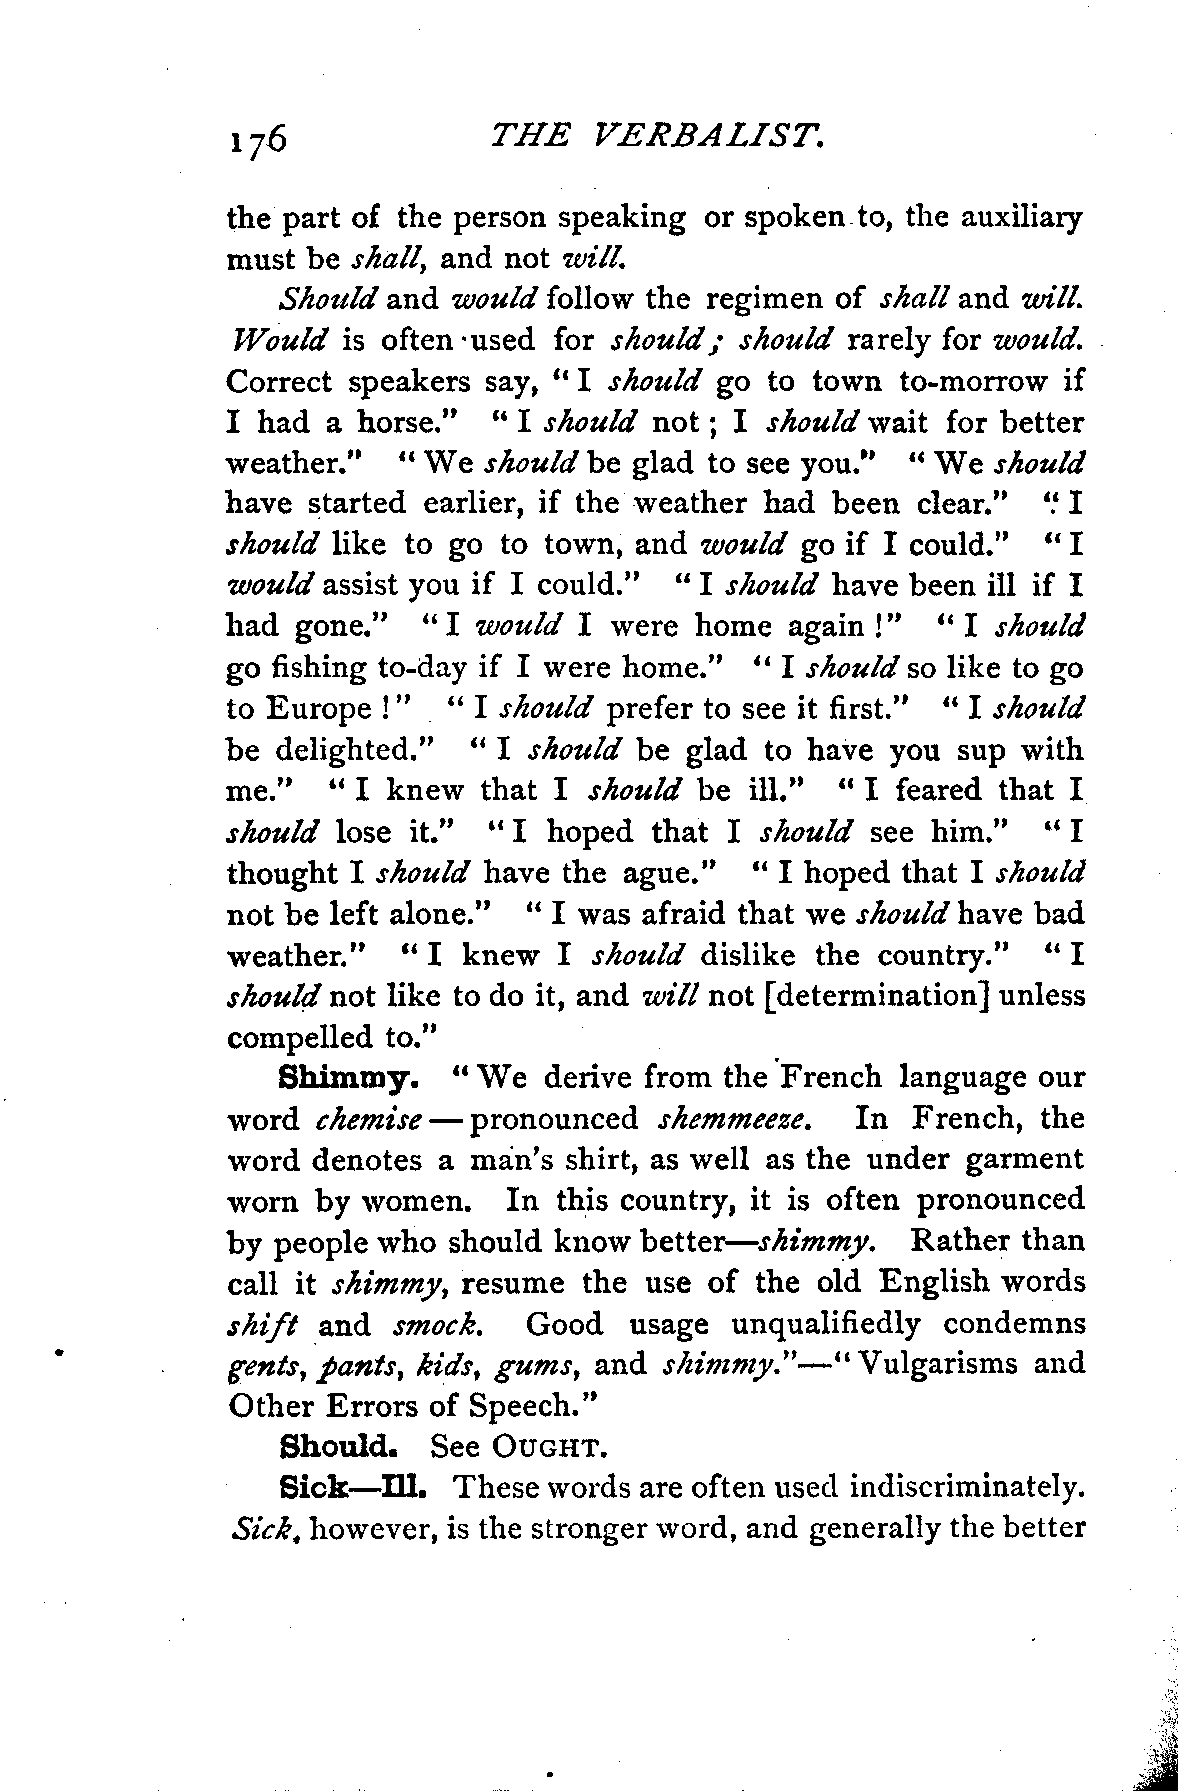 176 THE VERBALIST.
the part of the person speaking or spoken to, the auxiliary
must be shall, and not will.
Should and would follow the regimen of shall and will.
Would is often used for should; should rarely for would.
Correct speakers say, “I should go to town to-morrow if
I had a horse.” “I should not; I should wait for better
weather.” “We should be glad to see you.” “We should
have started earlier, if the weather had been clear.” “I
should like to go to town, and would go if I could.” “I
would assist you if I could.” “I should have been ill if I
had gone.” “I would I were home again!” “I should
go fishing to-day if I were home.” “I should so like to go
to Europe!” “I should prefer to see it first.” “I should
be delighted.” “I should be glad to have you sup with
me.” “I knew that I should be ill.” “I feared that I
should lose it.” “I hoped that I should see him.” “I
thought I should have the ague.” “I hoped that I should
not be left alone.” “I was afraid that we should have bad
weather.” “I knew I should dislike the country.” “I
should not like to do it, and will not [determination] unless
compelled to.”
Shimmy. “We derive from the French language our
word chemise—pronounced shemmeeze. In French, the
word denotes a man's shirt, as well as the under garment
worn by women. In this country, it is often pronounced
by people who should know better—shimmy. Rather than
call it shimmy, resume the use of the old English words
shift and smock. Good usage unqualifiedly condemns
gents, pants, kids, gums, and shimmy.”—“Vulgarisms and
Other Errors of Speech.”
Should. See OUGHT.
Sick—Ill. These words are often used indiscriminately.
Sick, however, is the stronger word, and generally the better